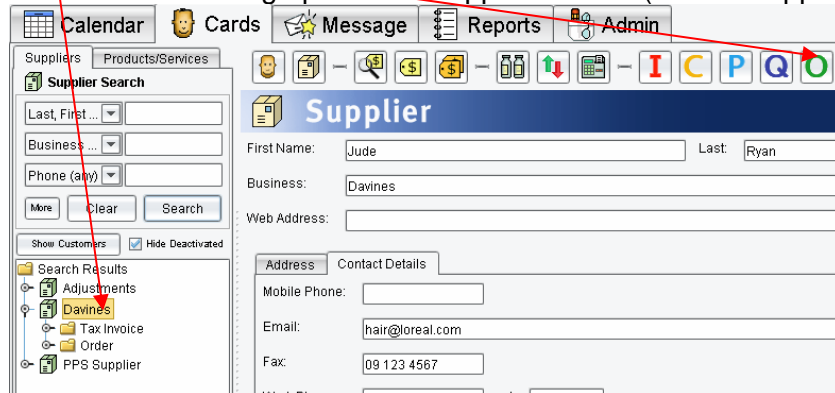 Calendar Cards Message Reports Admin
Suppliers Products/Services
Supplier Search
Last, First ...
Business ...
Phone (any)
More Clear Search
Show Customers Hide Deactivated
Search Results
Adjustments
Davines
Tax Invoice
Order
PPS Supplier
I C P Q O
Supplier
First Name: Jude Last: Ryan
Business: Davines
Web Address:
Address Contact Details
Mobile Phone:
Email: hair@loreal.com
Fax: 09 123 4567